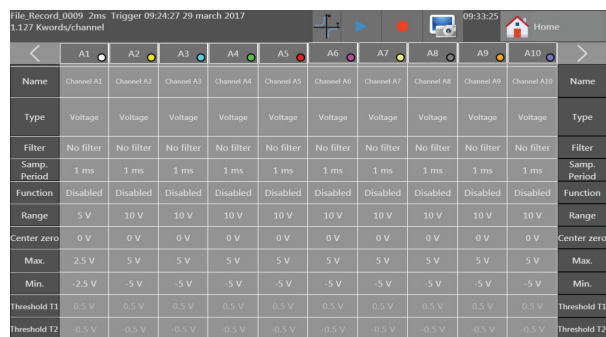 File_Record_0009 2ms Trigger 09:24:27 29 mar 2017
1.127 Kwords/channel
09:33:25
Home
A1 A2 A3 A4 A5 A6 A7 A8 A9 A10
Name Channel A1 Channel A2 Channel A3 Channel A4 Channel A5 Channel A6 Channel A7 Channel A8 Channel A9 Channel A10 Name
Type Voltage Voltage Voltage Voltage Voltage Voltage Voltage Voltage Voltage Voltage Type
Filter No filter No filter No filter No filter No filter No filter No filter No filter No filter No filter Filter
Samp. Period 1 ms 1 ms 1 ms 1 ms 1 ms 1 ms 1 ms 1 ms 1 ms 1 ms Samp. Period
Function Disabled Disabled Disabled Disabled Disabled Disabled Disabled Disabled Disabled Disabled Function
Range 5 V 10 V 10 V 10 V 10 V 10 V 10 V 10 V 10 V 10 V Range
Center zero 0 V 0 V 0 V 0 V 0 V 0 V 0 V 0 V 0 V 0 V Center zero
Max. 2.5 V 5 V 5 V 5 V 5 V 5 V 5 V 5 V 5 V 5 V Max.
Min. -2.5 V -5 V -5 V -5 V -5 V -5 V -5 V -5 V -5 V -5 V Min.
Threshold T1 0.5 V 0.5 V 0.5 V 0.5 V 0.5 V 0.5 V 0.5 V 0.5 V 0.5 V 0.5 V Threshold T1
Threshold T2 -0.5 V -0.5 V -0.5 V -0.5 V -0.5 V -0.5 V -0.5 V -0.5 V -0.5 V -0.5 V Threshold T2